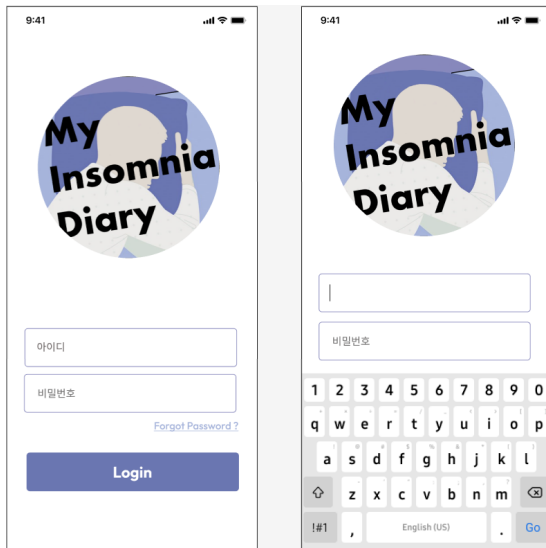 9:41
My
Insomnia
Diary
아이디
비밀번호
Forgot Password ?
Login
9:41
My
Insomnia
Diary
비밀번호
1 2 3 4 5 6 7 8 9 0
q w e r t y u i o p
a s d f g h j k l
z x c v b n m
!#1 , English (US) . Go